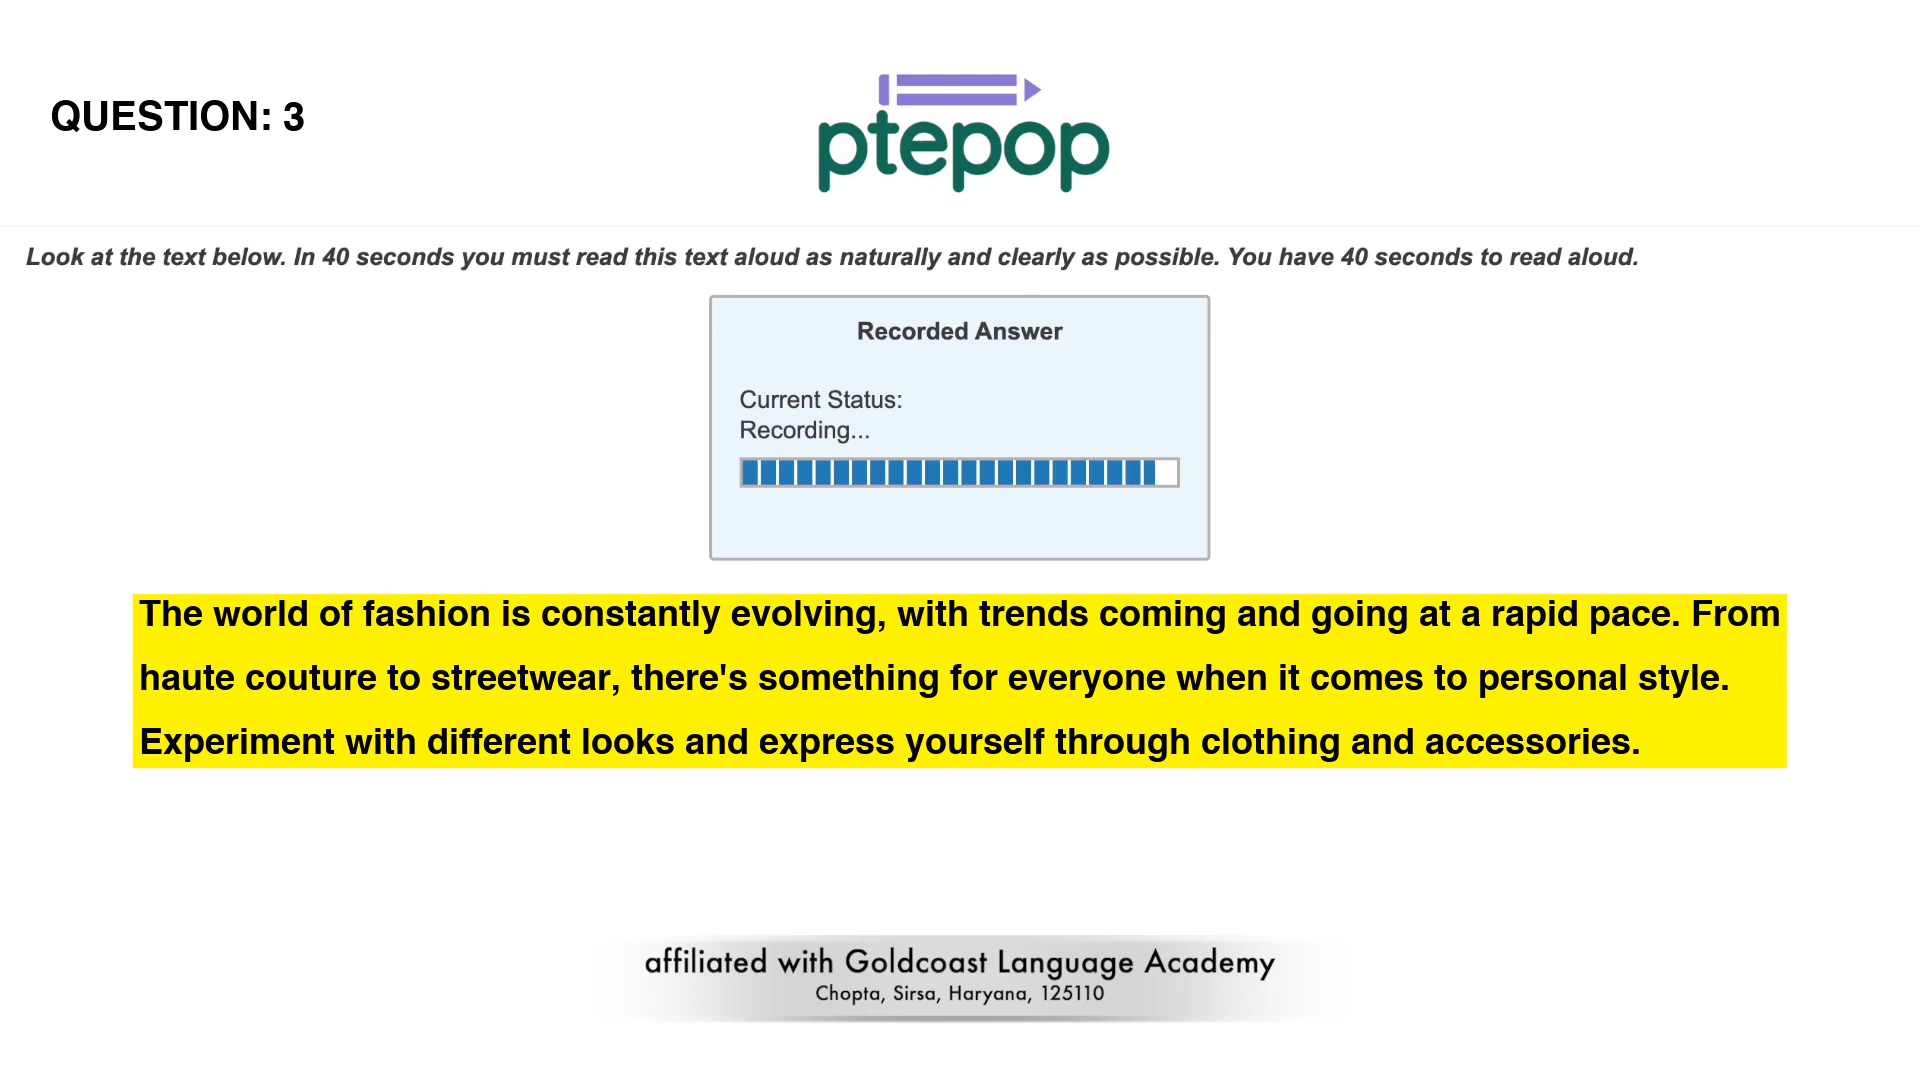 QUESTION: 3
ptepop
Look at the text below. In 40 seconds you must read this text aloud as naturally and clearly as possible. You have 40 seconds to read aloud.
Recorded Answer
Current Status:
Recording...
The world of fashion is constantly evolving, with trends coming and going at a rapid pace. From
haute couture to streetwear, there's something for everyone when it comes to personal style.
Experiment with different looks and express yourself through clothing and accessories.
affiliated with Goldcoast Language Academy
Chopta, Sirsa, Haryana, 125110